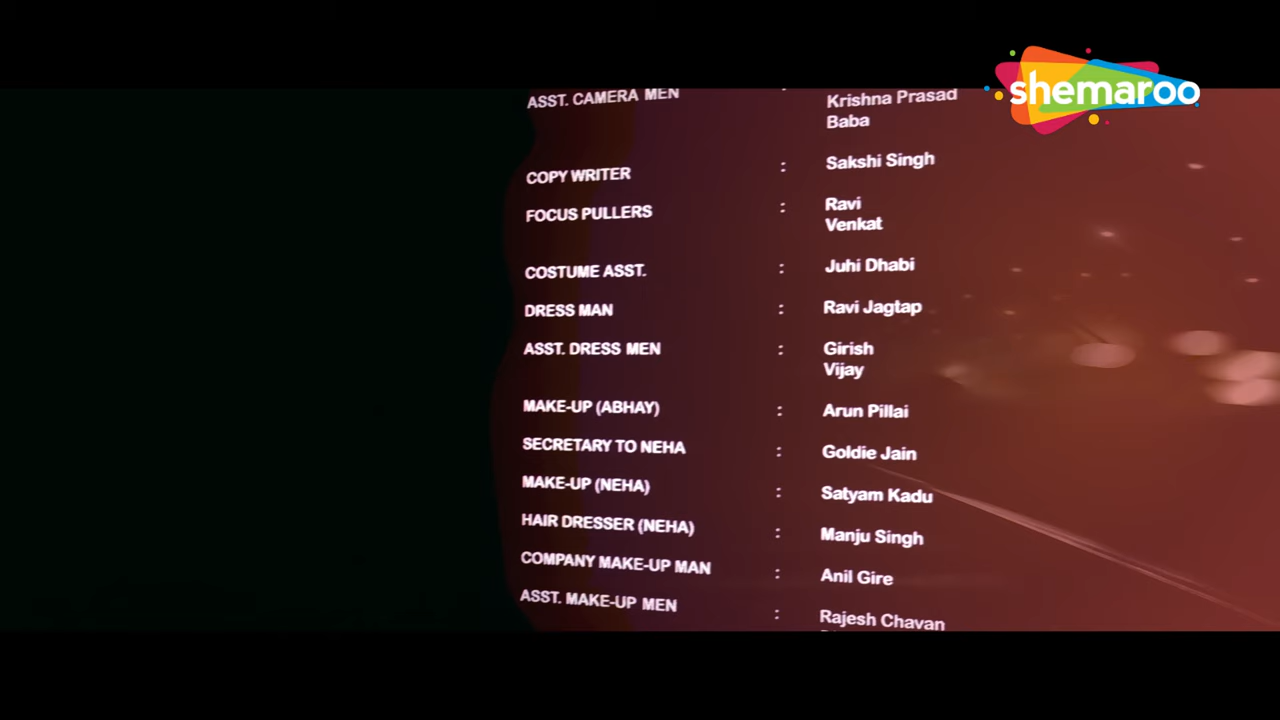 shemaroo
ASST. CAMERA MEN : Krishna Prasad
Baba
COPY WRITER : Sakshi Singh
FOCUS PULLERS : Ravi
Venkat
COSTUME ASST. : Juhi Dhabi
DRESS MAN : Ravi Jagtap
ASST. DRESS MEN : Girish
Vijay
MAKE-UP (ABHAY) : Arun Pillai
SECRETARY TO NEHA : Goldie Jain
MAKE-UP (NEHA) : Satyam Kadu
HAIR DRESSER (NEHA) : Manju Singh
COMPANY MAKE-UP MAN : Anil Gire
ASST. MAKE-UP MEN : Rajesh Chavan